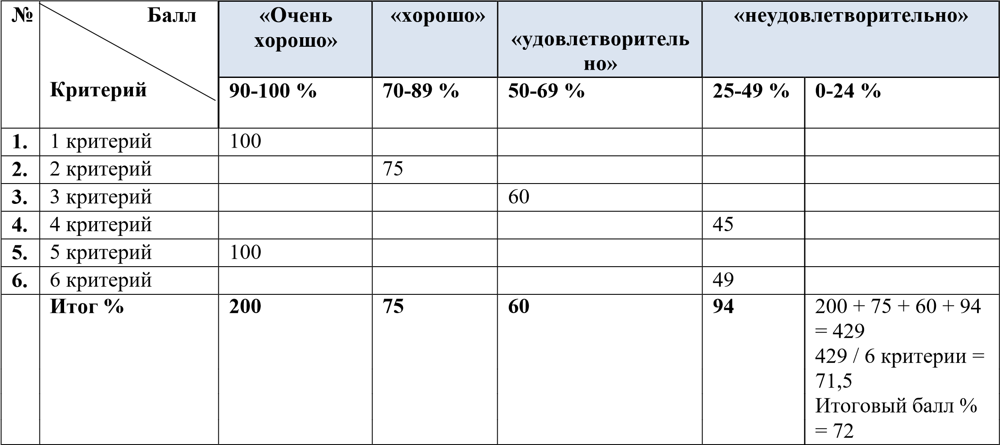 №
Балл
Критерий
«Очень
хорошо»
«хорошо»
«удовлетворитель
но»
«неудовлетворительно»
90-100 %
70-89 %
50-69 %
25-49 %
0-24 %
1.
1 критерий
100
2.
2 критерий
75
3.
3 критерий
60
4.
4 критерий
45
5.
5 критерий
100
6.
6 критерий
49
Итог %
200
75
60
94
200 + 75 + 60 + 94
= 429
429 / 6 критерии =
71,5
Итоговый балл %
= 72